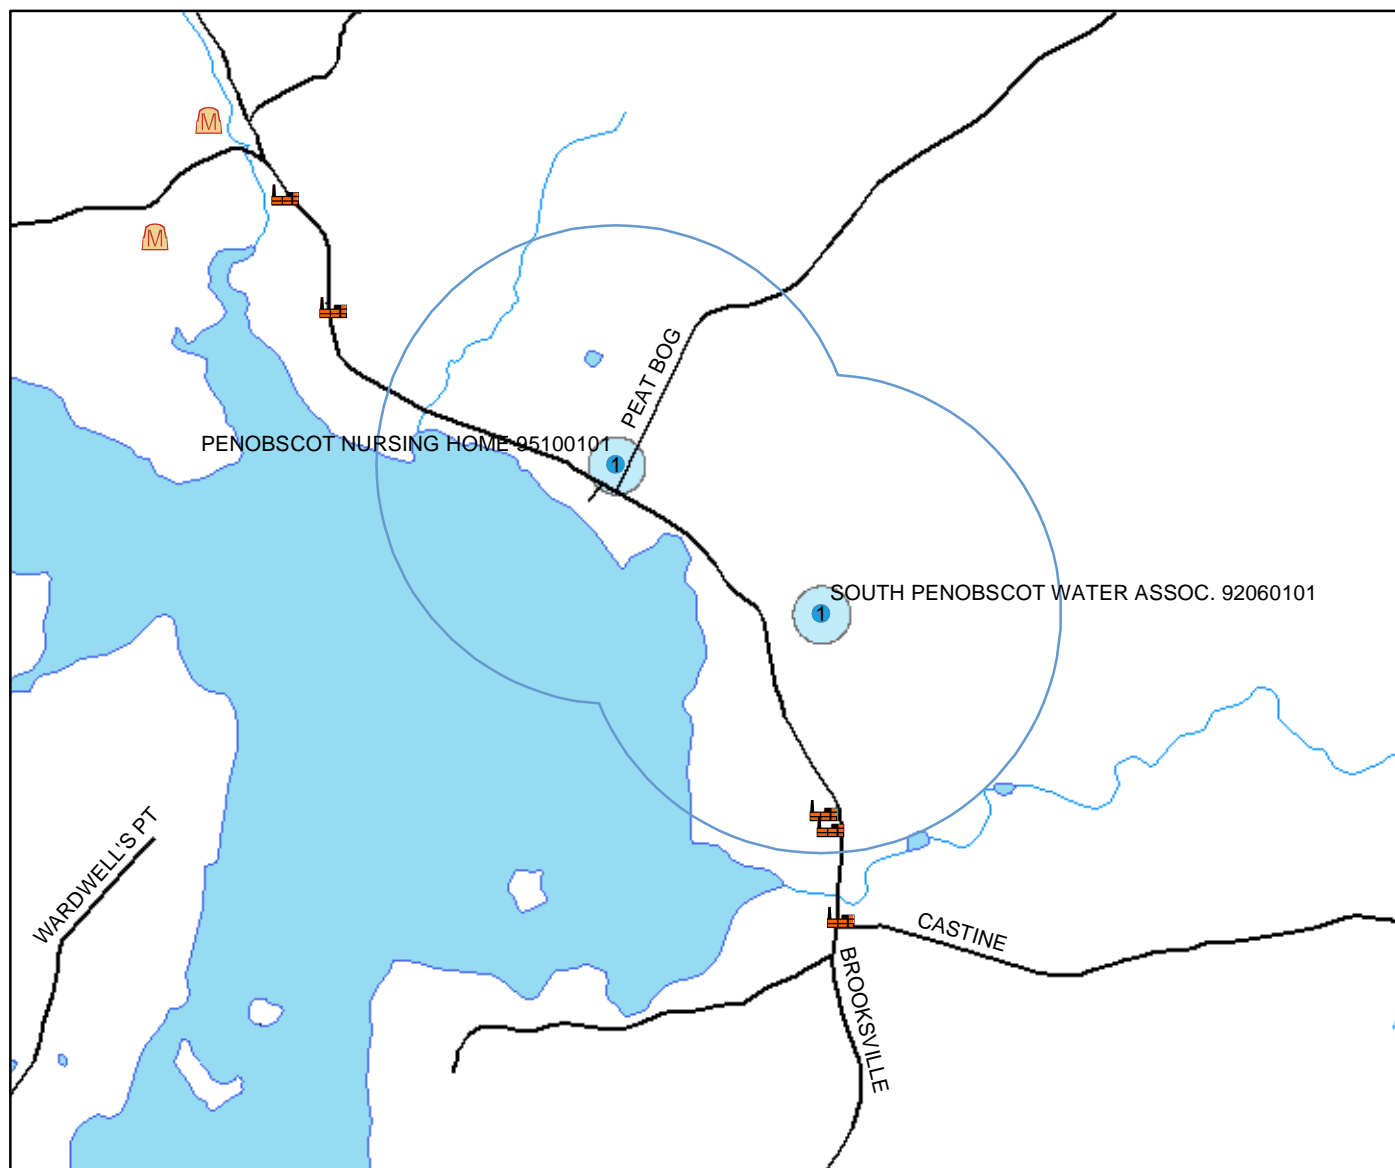 M
M
PEAT BOG
PENOBSCOT NURSING HOME 95100101
1
SOUTH PENOBSCOT WATER ASSOC. 92060101
1
WARDWELL'S PT
CASTINE
BROOKSVILLE